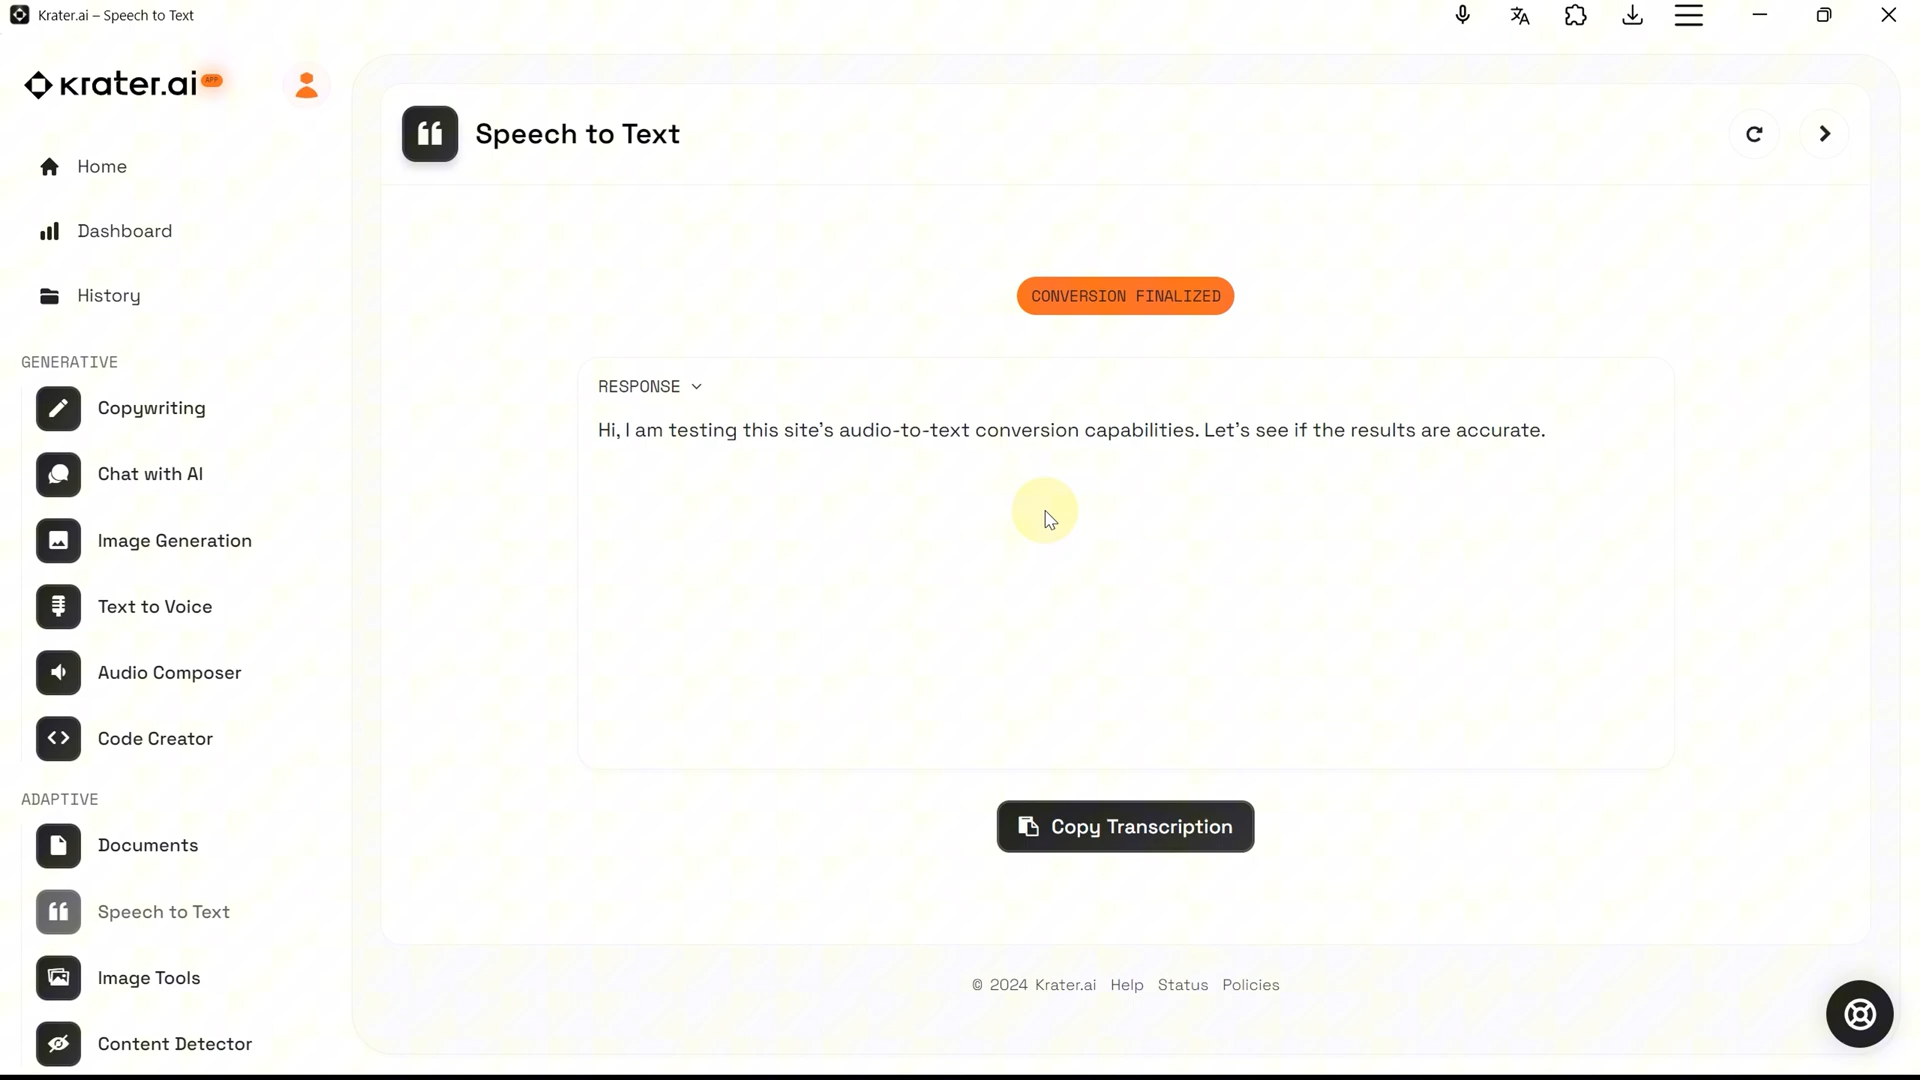 Krater.ai – Speech to Text
krater.ai APP
Home
Dashboard
History
GENERATIVE
Copywriting
Chat with AI
Image Generation
Text to Voice
Audio Composer
Code Creator
ADAPTIVE
Documents
Speech to Text
Image Tools
Content Detector
Speech to Text
CONVERSION FINALIZED
RESPONSE
Hi, I am testing this site’s audio-to-text conversion capabilities. Let’s see if the results are accurate.
Copy Transcription
© 2024 Krater.ai Help Status Policies